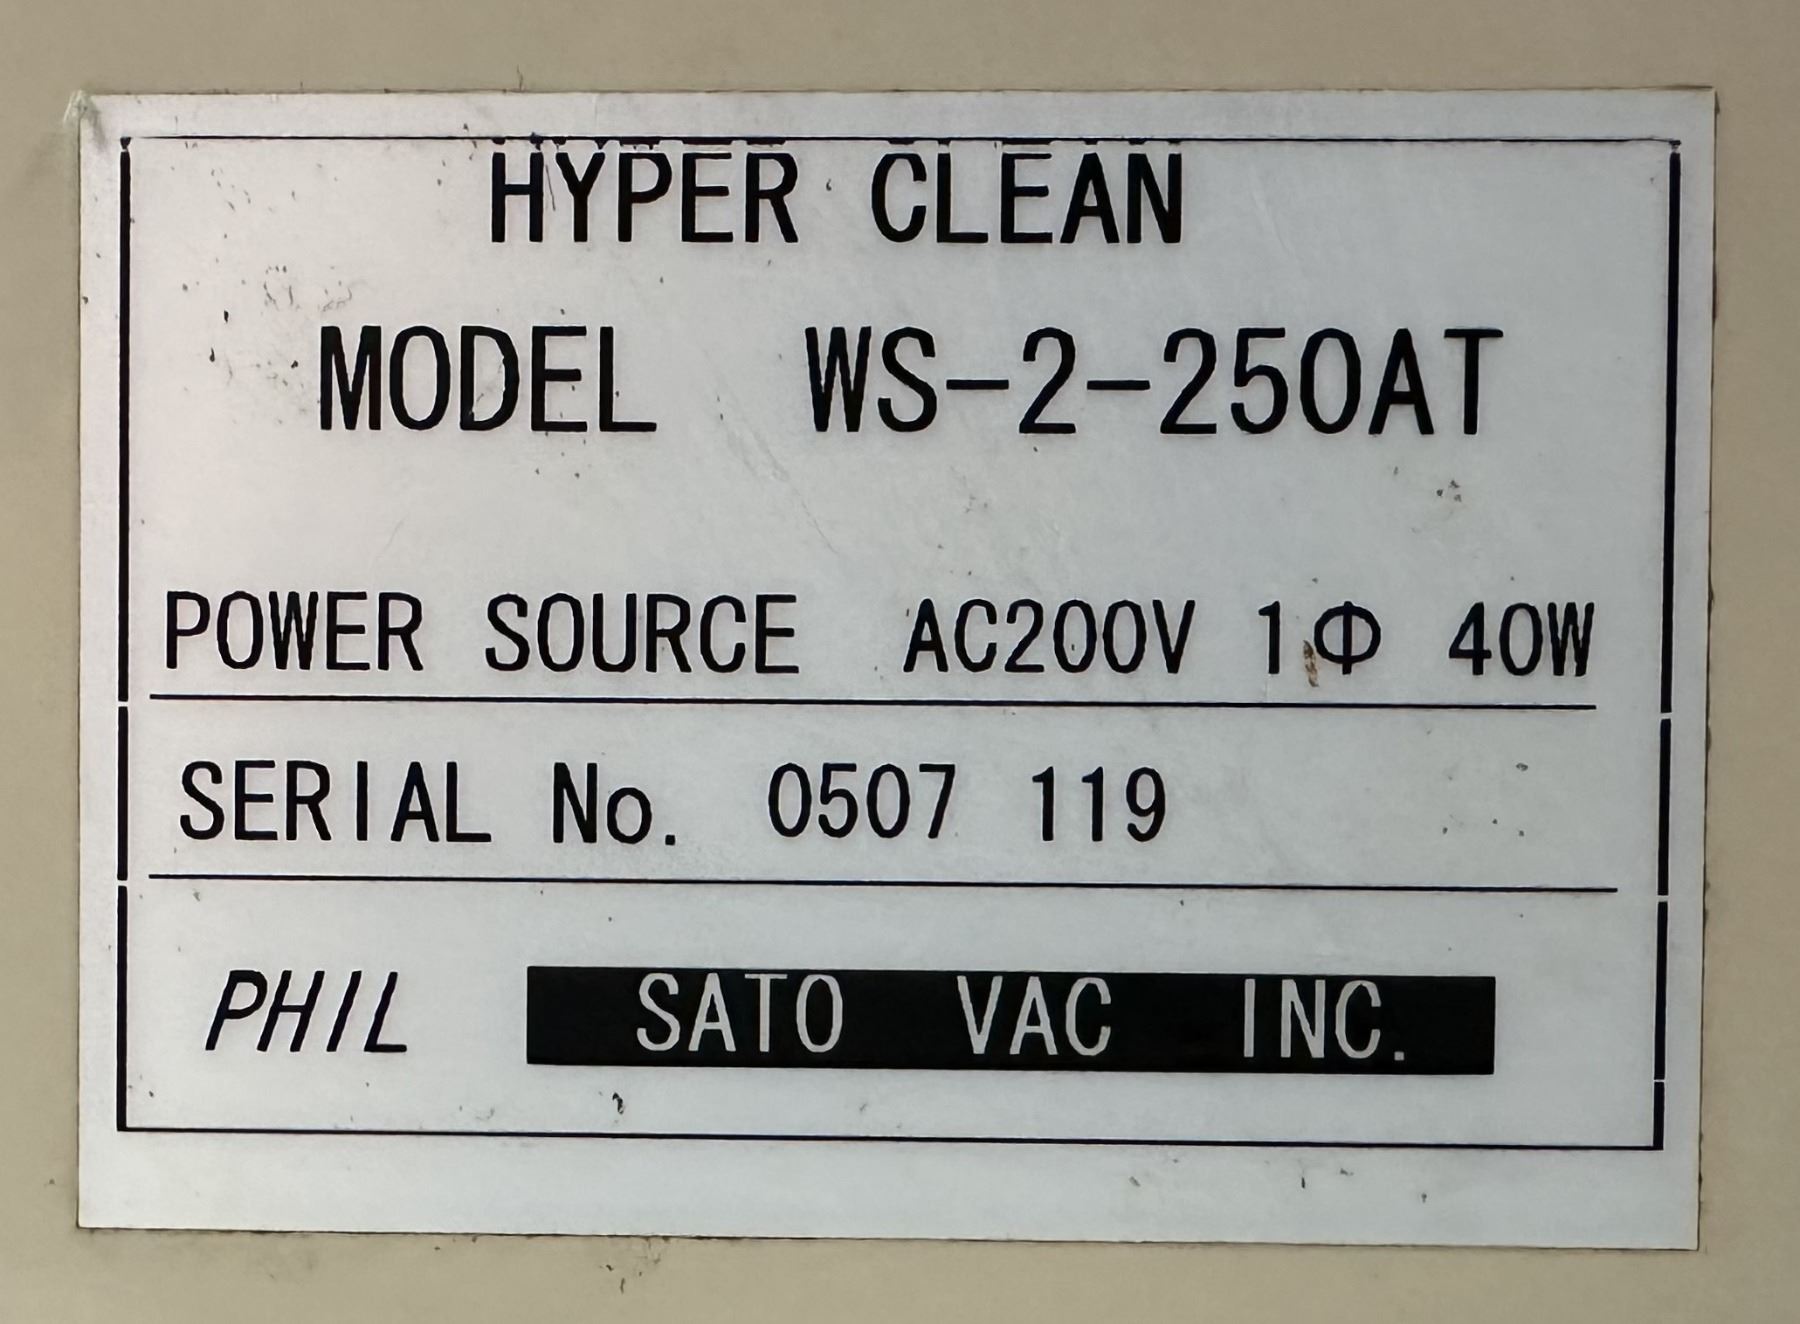 HYPER CLEAN
MODEL WS-2-250AT
POWER SOURCE AC200V 1Φ 40W
SERIAL No. 0507 119
PHIL SATO VAC INC.